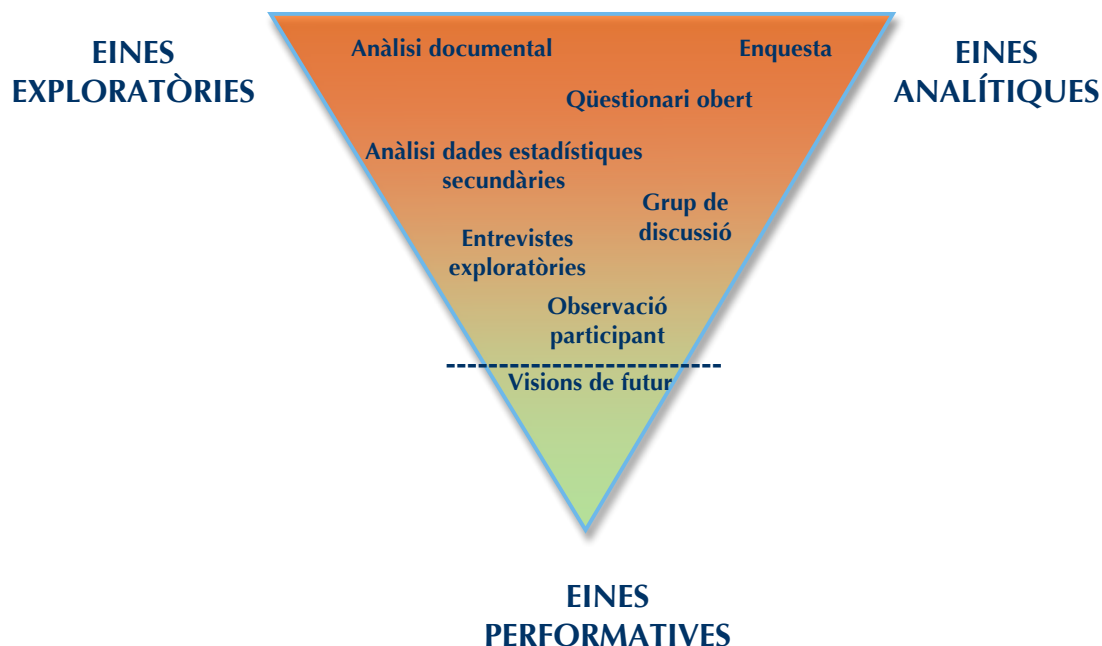 EINES
EXPLORATÒRIES
Anàlisi documental
Enquesta
EINES
ANALÍTIQUES
Qüestionari obert
Anàlisi dades estadístiques
secundàries
Grup de
discussió
Entrevistes
exploratòries
Observació
participant
Visions de futur
EINES
PERFORMATIVES